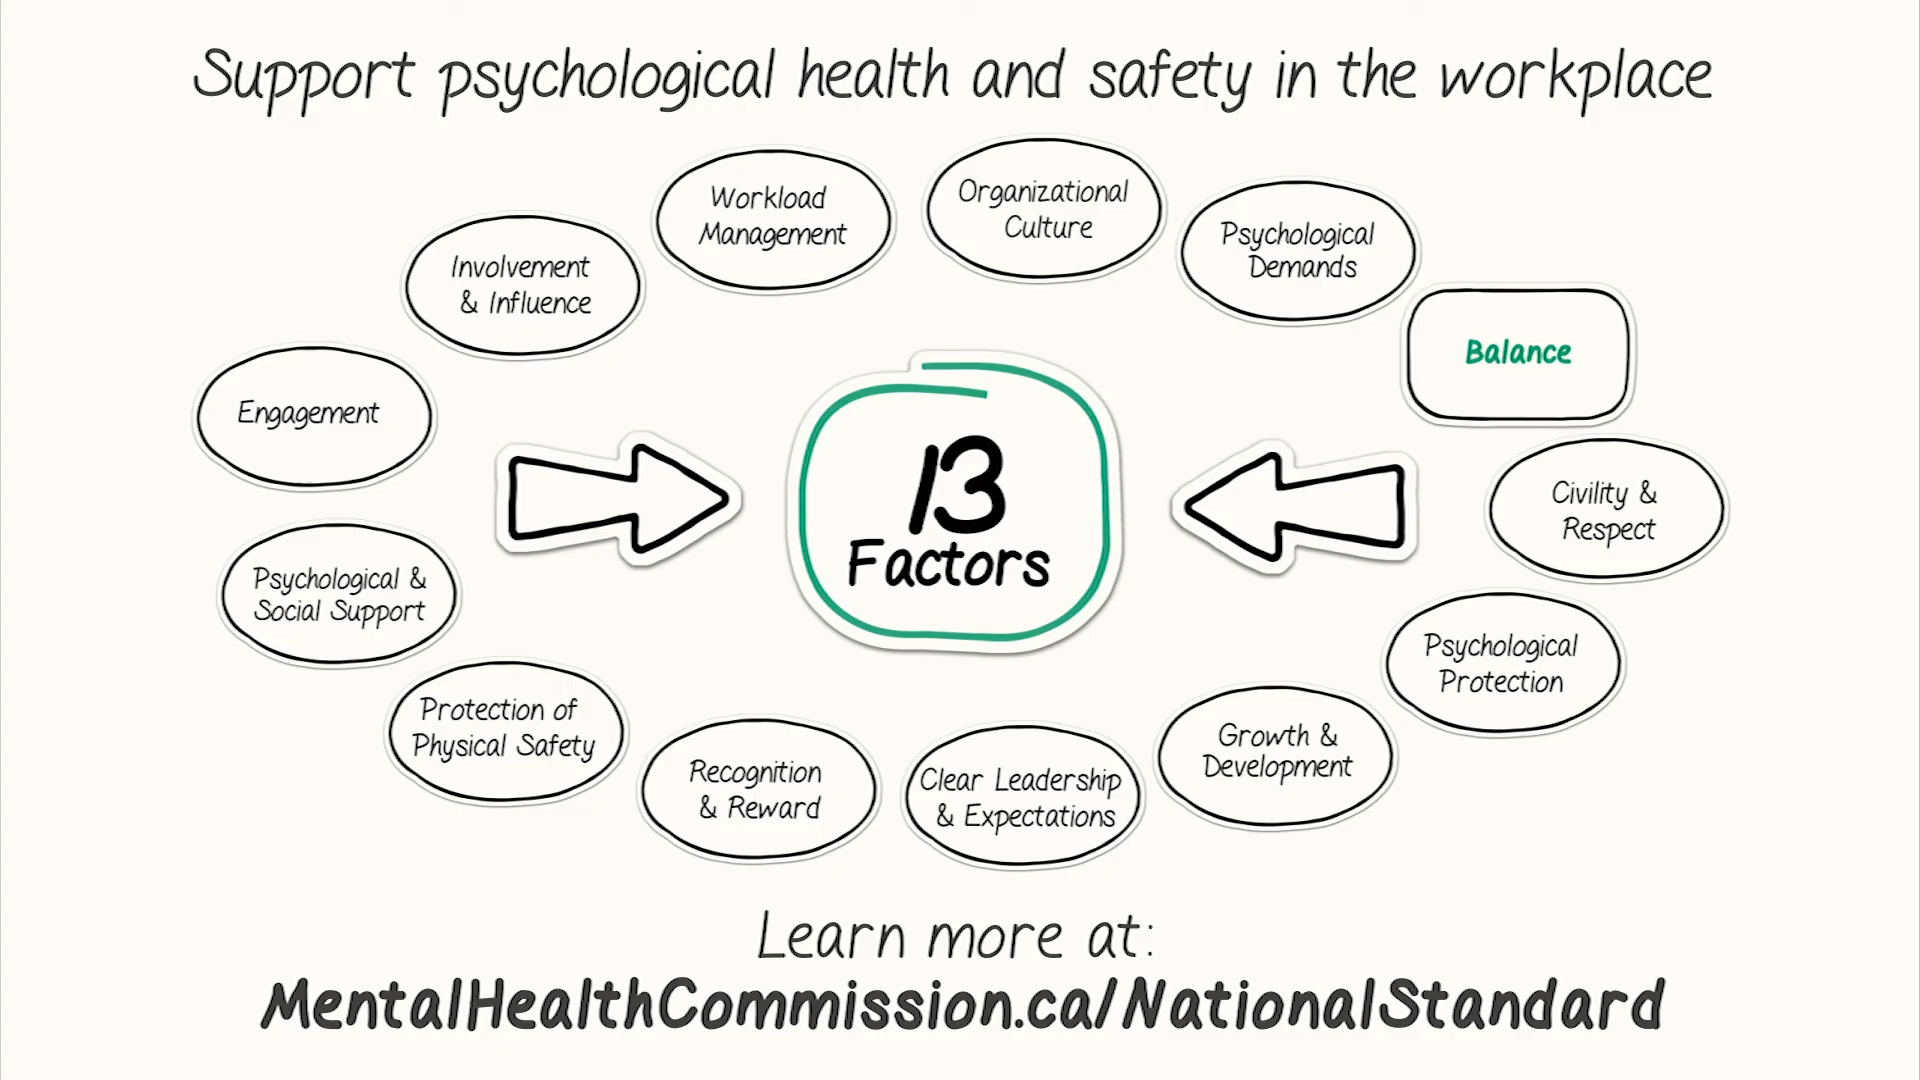 Support psychological health and safety in the workplace
Workload
Management
Organizational
Culture
Psychological
Demands
Involvement
& Influence
Balance
Engagement
13
Factors
Civility &
Respect
Psychological &
Social Support
Psychological
Protection
Protection of
Physical Safety
Growth &
Development
Recognition
& Reward
Clear Leadership
& Expectations
Learn more at:
MentalHealthCommission.ca/NationalStandard